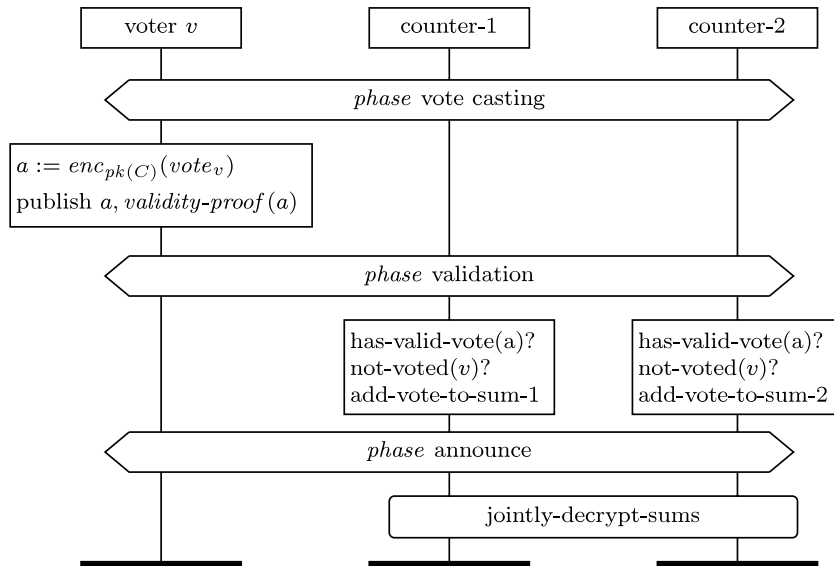 voter v
counter-1
counter-2
phase vote casting
a := enc_{pk(C)}(vote_v)
publish a, validity-proof(a)
phase validation
has-valid-vote(a)?
not-voted(v)?
add-vote-to-sum-1
has-valid-vote(a)?
not-voted(v)?
add-vote-to-sum-2
phase announce
jointly-decrypt-sums